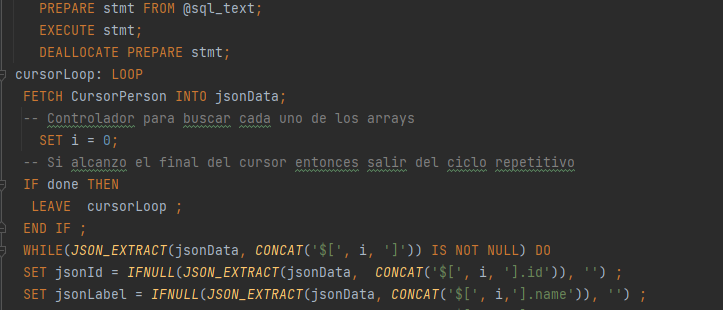 PREPARE stmt FROM @sql_text;
EXECUTE stmt;
DEALLOCATE PREPARE stmt;
cursorLoop: LOOP
FETCH CursorPerson INTO jsonData;
-- Controlador para buscar cada uno de los arrays
SET i = 0;
-- Si alcanzo el final del cursor entonces salir del ciclo repetitivo
IF done THEN
LEAVE  cursorLoop ;
END IF ;
WHILE(JSON_EXTRACT(jsonData, CONCAT('$[', i, ']')) IS NOT NULL) DO
SET jsonId = IFNULL(JSON_EXTRACT(jsonData,  CONCAT('$[', i, '].id')), '') ;
SET jsonLabel = IFNULL(JSON_EXTRACT(jsonData, CONCAT('$[', i,'].name')), '') ;